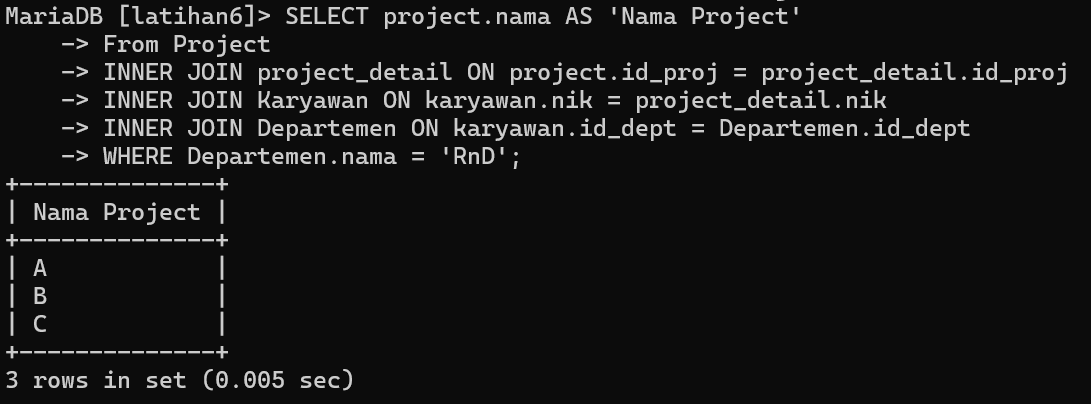 MariaDB [latihan6]> SELECT project.nama AS 'Nama Project'
    -> From Project
    -> INNER JOIN project_detail ON project.id_proj = project_detail.id_proj
    -> INNER JOIN Karyawan ON karyawan.nik = project_detail.nik
    -> INNER JOIN Departemen ON karyawan.id_dept = Departemen.id_dept
    -> WHERE Departemen.nama = 'RnD';
+--------------+
| Nama Project |
+--------------+
| A            |
| B            |
| C            |
+--------------+
3 rows in set (0.005 sec)